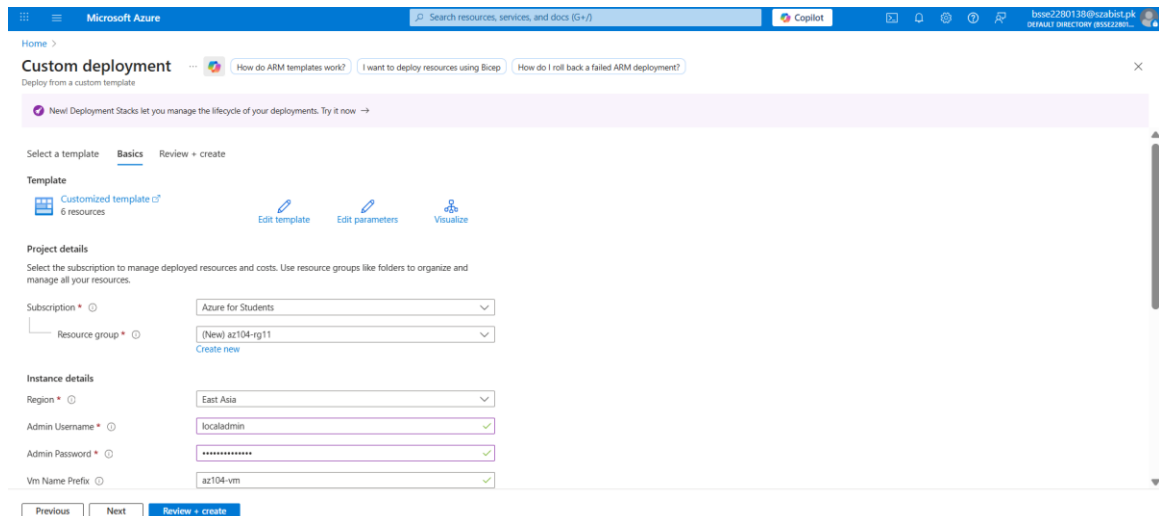 Microsoft Azure
Search resources, services, and docs (G+/)
Copilot
bsse2280138@szabist.pk
DEFAULT DIRECTORY (BSSE22801...
Home >
Custom deployment ...
How do ARM templates work?
I want to deploy resources using Bicep
How do I roll back a failed ARM deployment?
Deploy from a custom template
New! Deployment Stacks let you manage the lifecycle of your deployments. Try it now →
Select a template Basics Review + create
Template
Customized template
6 resources
Edit template Edit parameters Visualize
Project details
Select the subscription to manage deployed resources and costs. Use resource groups like folders to organize and
manage all your resources.
Subscription * Azure for Students
Resource group * (New) az104-rg11
Create new
Instance details
Region * East Asia
Admin Username * localadmin
Admin Password * ••••••••••••••
Vm Name Prefix az104-vm
Previous Next Review + create